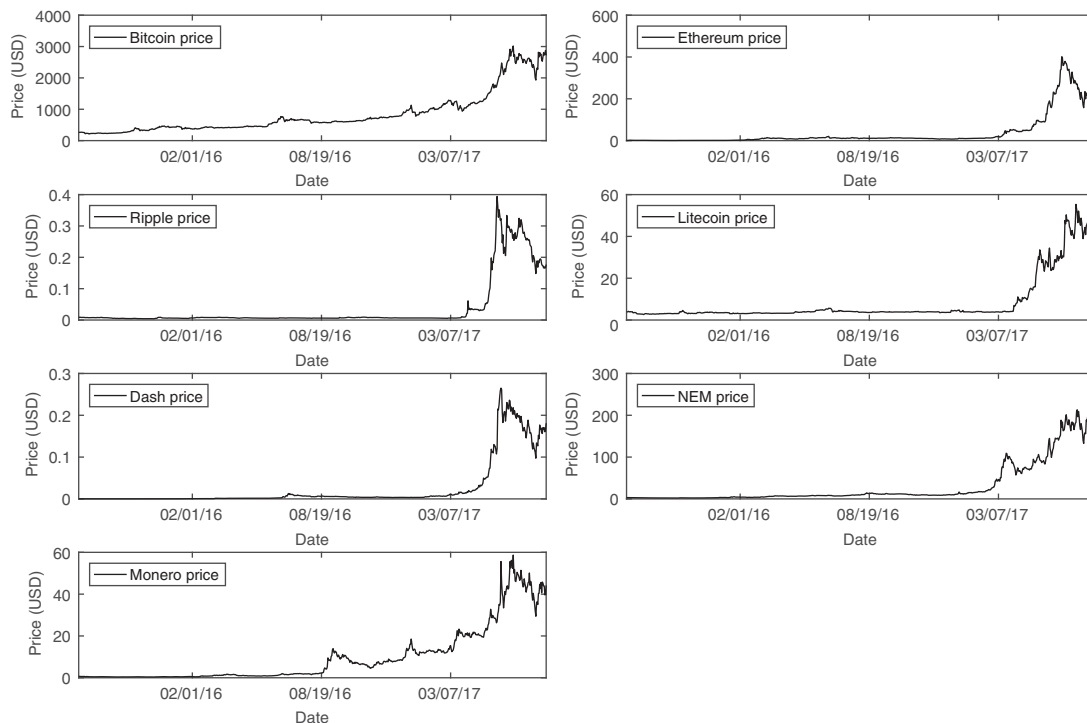 Bitcoin price
Price (USD)
4000
3000
2000
1000
0
02/01/16 08/19/16 03/07/17
Date
Ethereum price
Price (USD)
600
400
200
0
02/01/16 08/19/16 03/07/17
Date
Ripple price
Price (USD)
0.4
0.3
0.2
0.1
0
02/01/16 08/19/16 03/07/17
Date
Litecoin price
Price (USD)
60
40
20
0
02/01/16 08/19/16 03/07/17
Date
Dash price
Price (USD)
0.3
0.2
0.1
0
02/01/16 08/19/16 03/07/17
Date
NEM price
Price (USD)
300
200
100
0
02/01/16 08/19/16 03/07/17
Date
Monero price
Price (USD)
60
40
20
0
02/01/16 08/19/16 03/07/17
Date